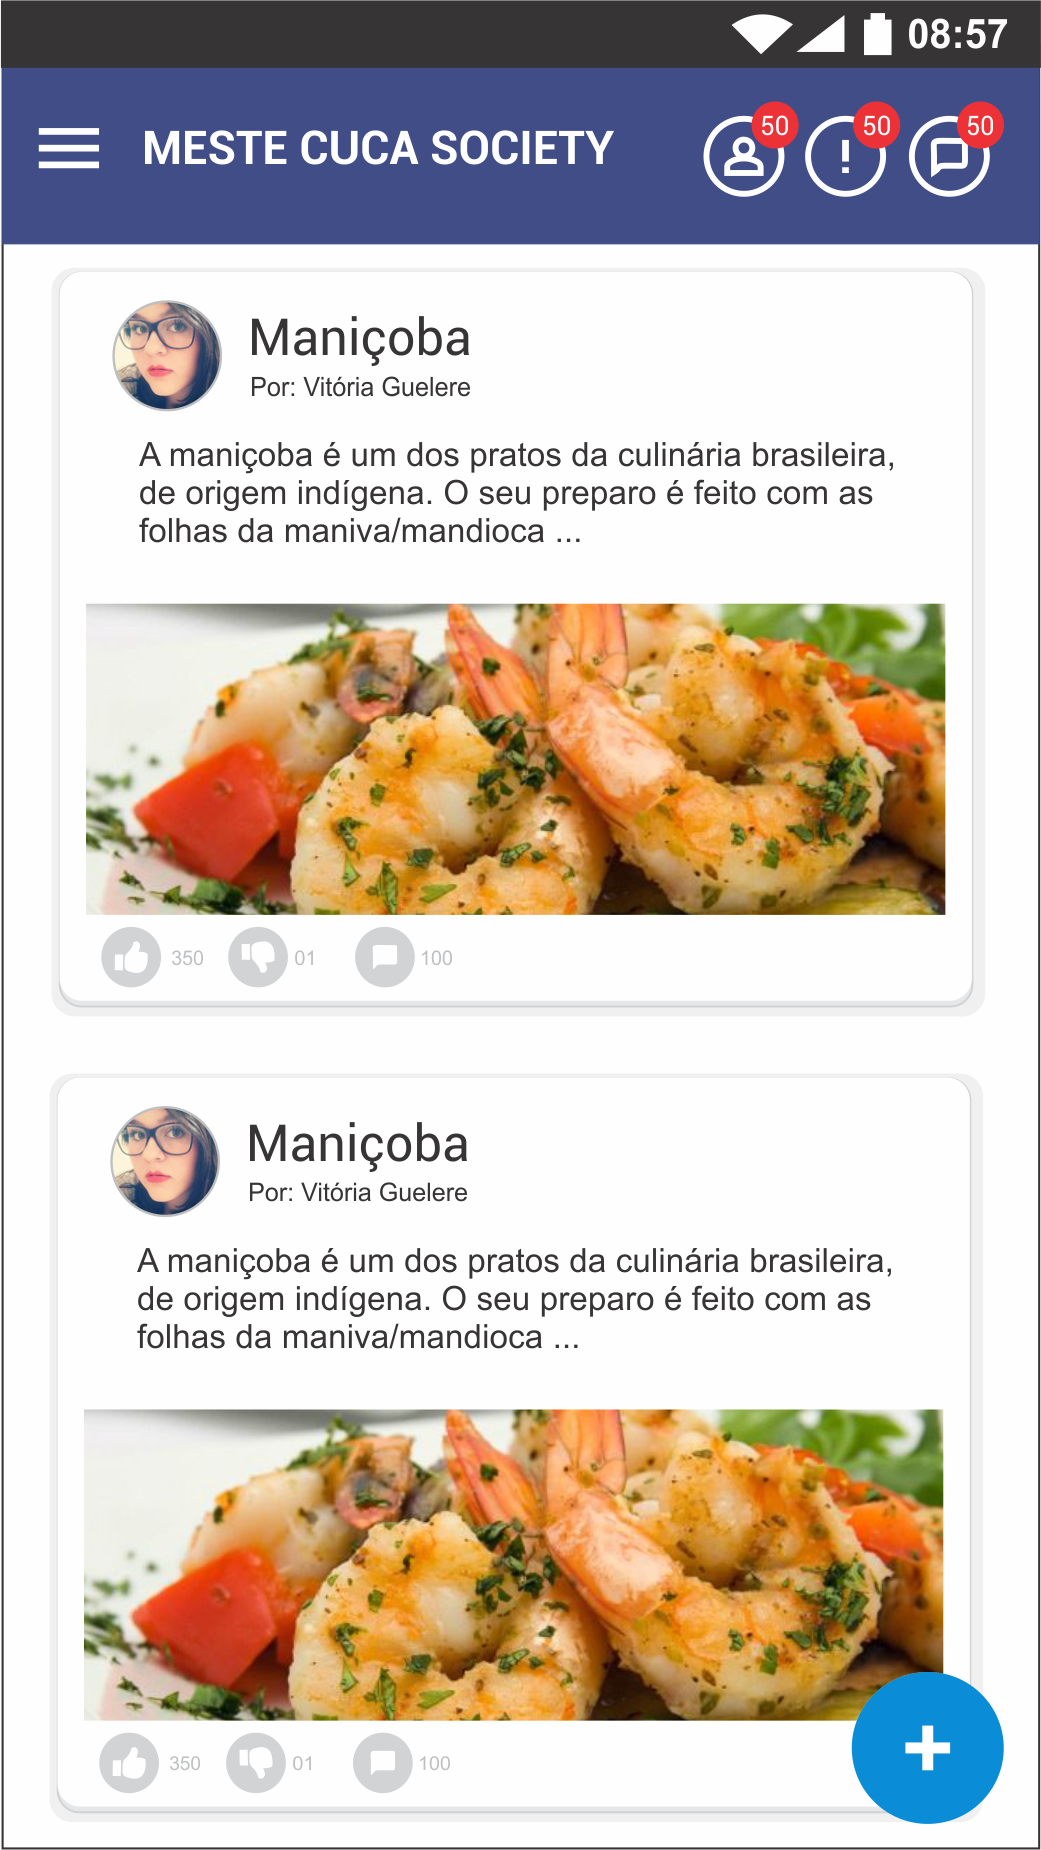 08:57
MESTE CUCA SOCIETY
50 50 50
Maniçoba
Por: Vitória Guelere
A maniçoba é um dos pratos da culinária brasileira,
de origem indígena. O seu preparo é feito com as
folhas da maniva/mandioca ...
350 01 100
Maniçoba
Por: Vitória Guelere
A maniçoba é um dos pratos da culinária brasileira,
de origem indígena. O seu preparo é feito com as
folhas da maniva/mandioca ...
350 01 100